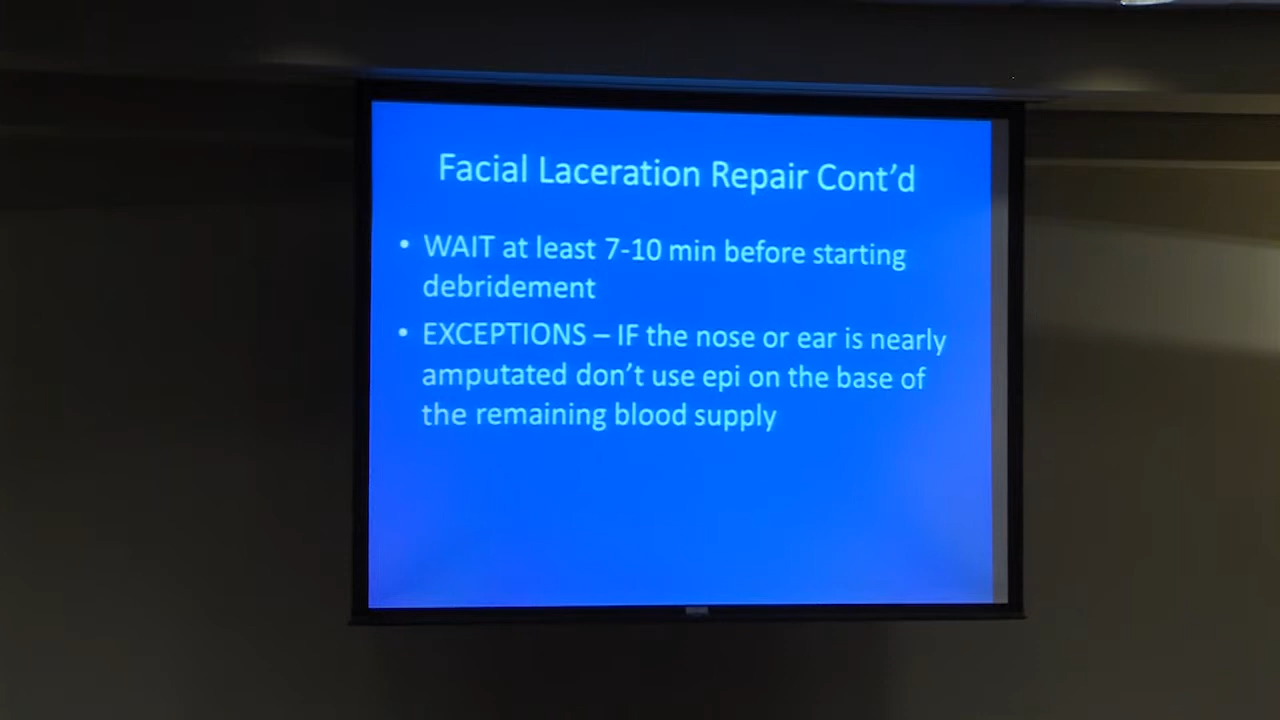 Facial Laceration Repair Cont’d
• WAIT at least 7-10 min before starting
debridement
• EXCEPTIONS – IF the nose or ear is nearly
amputated don’t use epi on the base of
the remaining blood supply